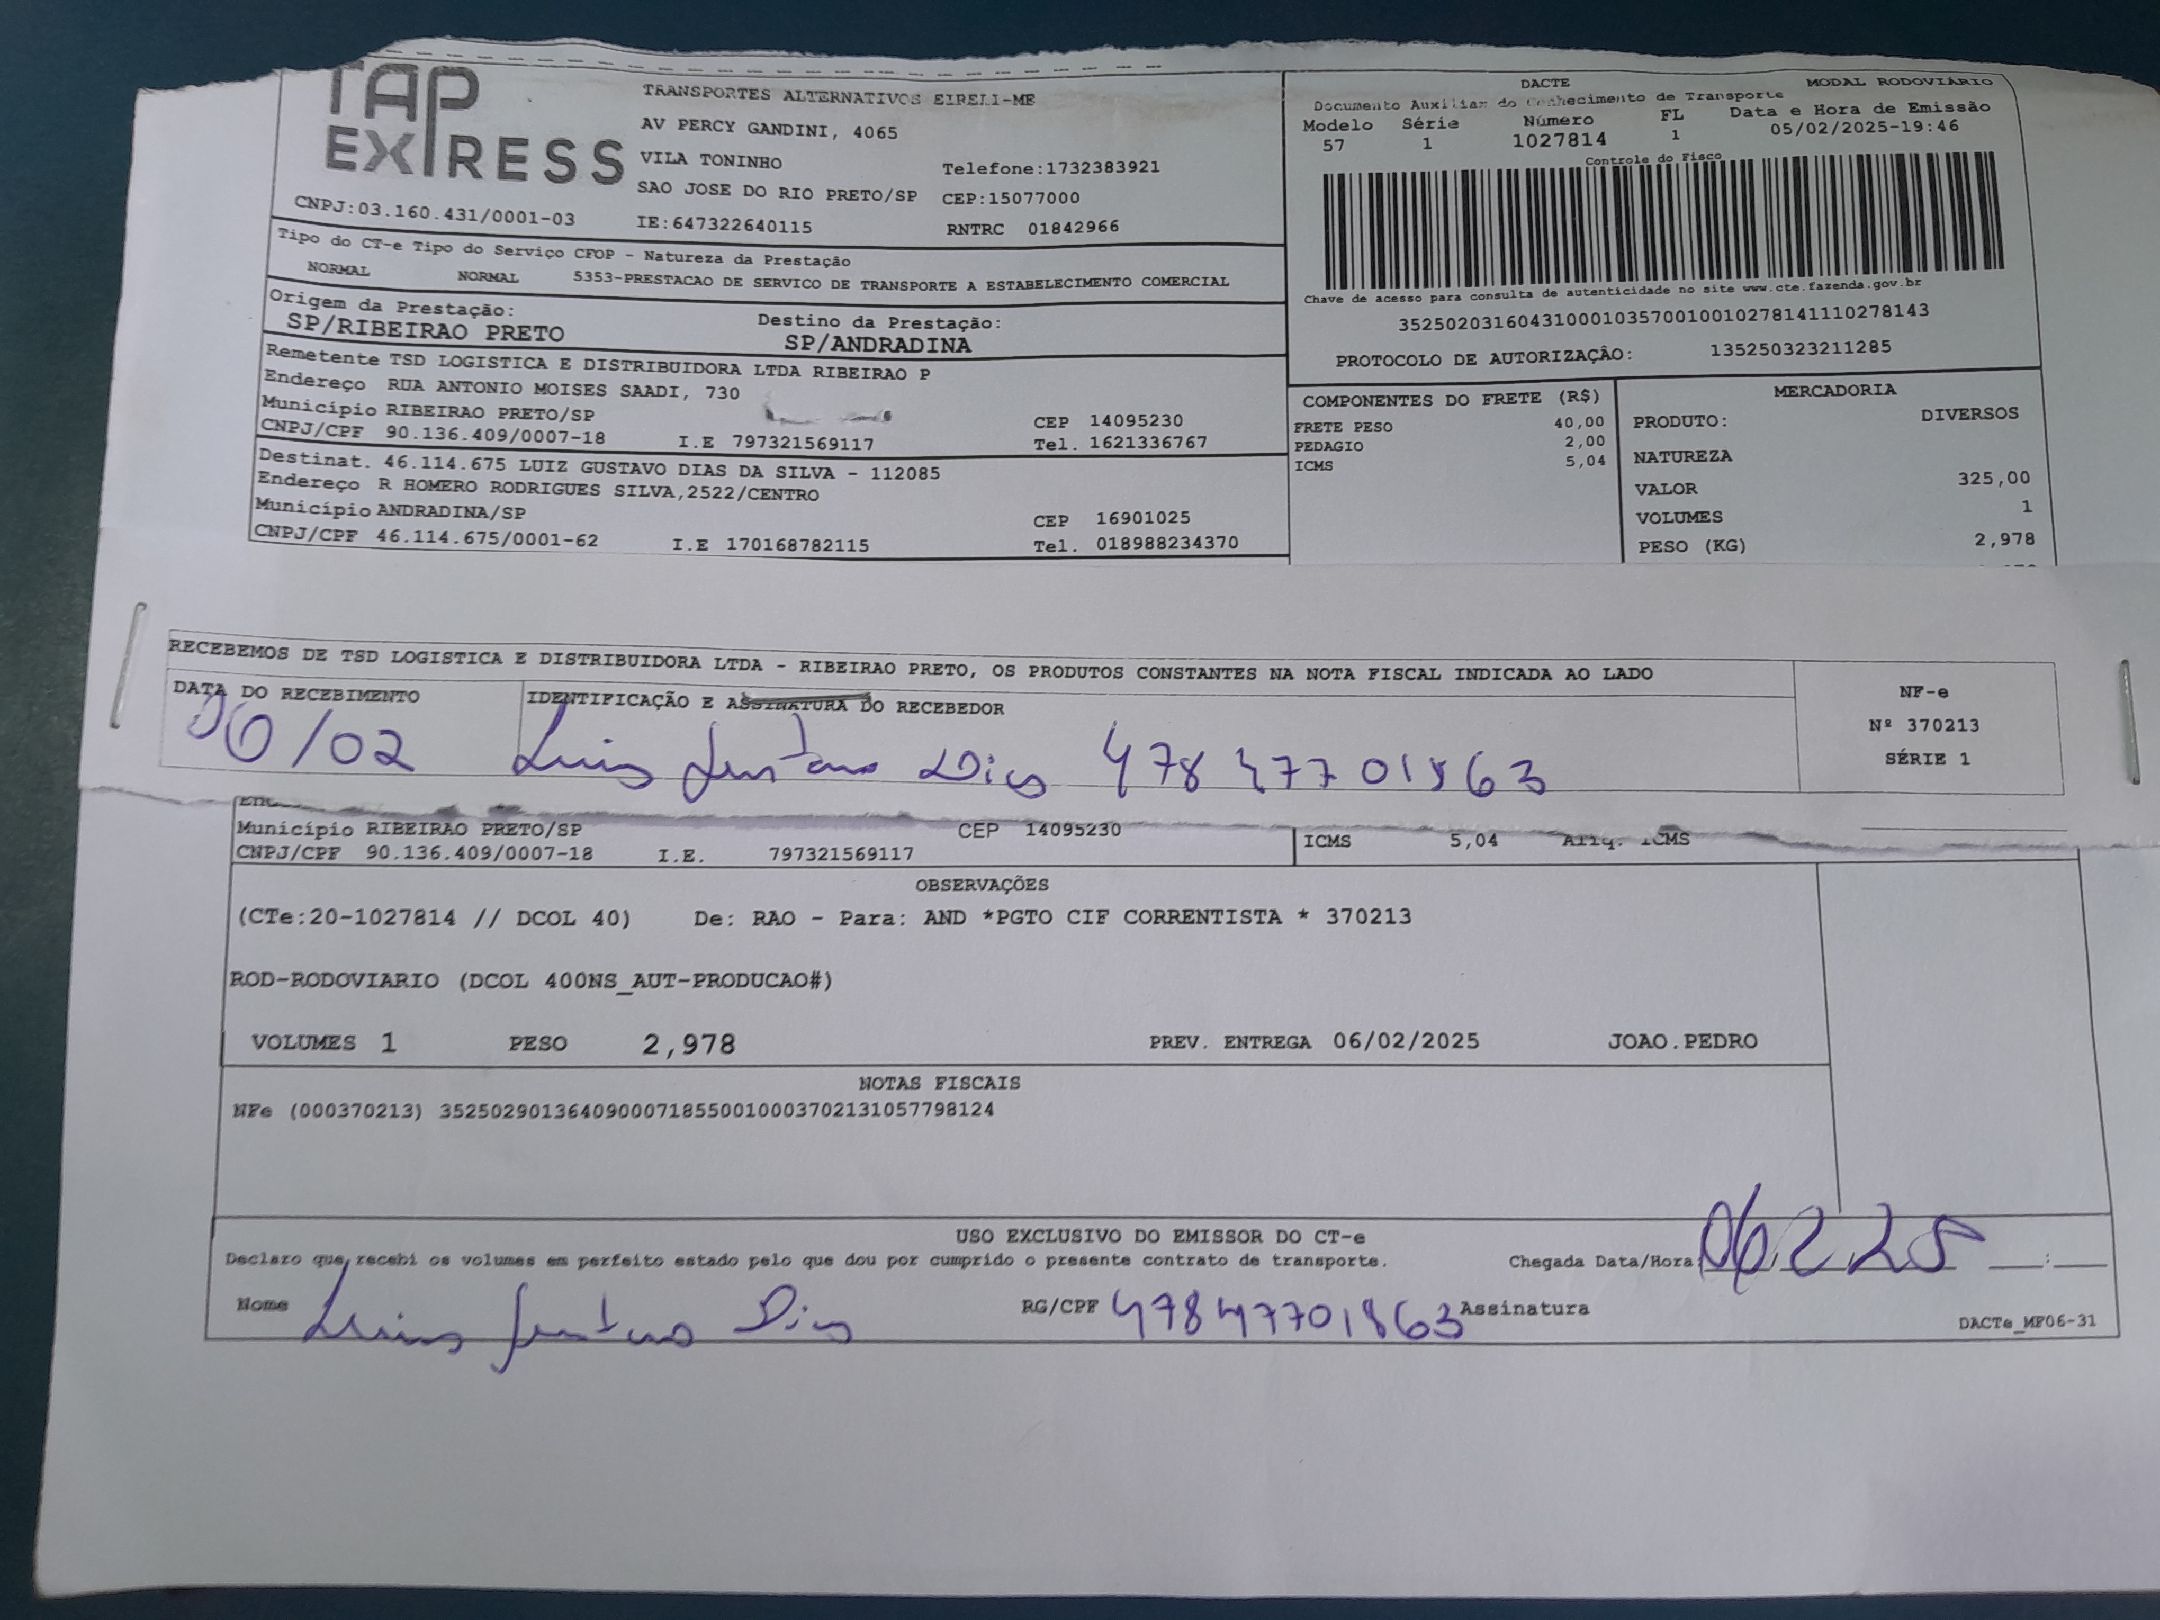 TAP
EXPRESS
TRANSPORTES ALTERNATIVOS EIRELI-ME
AV PERCY GANDINI, 4065
VILA TONINHO
Telefone:1732383921
SAO JOSE DO RIO PRETO/SP CEP:15077000
CNPJ:03.160.431/0001-03 IE:647322640115 RNTRC 01842966
DACTE MODAL RODOVIÁRIO
Documento Auxiliar do Conhecimento de Transporte
Modelo Série Número FL Data e Hora de Emissão
57 1 1027814 1 05/02/2025-19:46
Controle do Fisco
Chave de acesso para consulta de autenticidade no site www.cte.fazenda.gov.br
35250203160431000103570010010278141110278143
PROTOCOLO DE AUTORIZAÇÃO: 135250323211285
Tipo do CT-e Tipo do Serviço CFOP - Natureza da Prestação
NORMAL NORMAL 5353-PRESTACAO DE SERVICO DE TRANSPORTE A ESTABELECIMENTO COMERCIAL
Origem da Prestação: Destino da Prestação:
SP/RIBEIRAO PRETO SP/ANDRADINA
Remetente TSD LOGISTICA E DISTRIBUIDORA LTDA RIBEIRAO P
Endereço RUA ANTONIO MOISES SAADI, 730
Município RIBEIRAO PRETO/SP CEP 14095230
CNPJ/CPF 90.136.409/0007-18 I.E 797321569117 Tel. 1621336767
Destinat. 46.114.675 LUIZ GUSTAVO DIAS DA SILVA - 112085
Endereço R HOMERO RODRIGUES SILVA,2522/CENTRO
Município ANDRADINA/SP CEP 16901025
CNPJ/CPF 46.114.675/0001-62 I.E 170168782115 Tel. 018988234370
COMPONENTES DO FRETE (R$)
FRETE PESO 40,00
PEDAGIO 2,00
ICMS 5,04
MERCADORIA
PRODUTO: DIVERSOS
NATUREZA
VALOR 325,00
VOLUMES 1
PESO (KG) 2,978
RECEBEMOS DE TSD LOGISTICA E DISTRIBUIDORA LTDA - RIBEIRAO PRETO, OS PRODUTOS CONSTANTES NA NOTA FISCAL INDICADA AO LADO
DATA DO RECEBIMENTO IDENTIFICAÇÃO E ASSINATURA DO RECEBEDOR
06/02 Luis Gustavo Dias 47847701863
NF-e
Nº 370213
SÉRIE 1
Município RIBEIRAO PRETO/SP CEP 14095230
CNPJ/CPF 90.136.409/0007-18 I.E. 797321569117
ICMS 5,04 Aliq. ICMS
OBSERVAÇÕES
(CTe:20-1027814 // DCOL 40) De: RAO - Para: AND *PGTO CIF CORRENTISTA * 370213
ROD-RODOVIARIO (DCOL 400NS_AUT-PRODUCAO#)
VOLUMES 1 PESO 2,978 PREV. ENTREGA 06/02/2025 JOAO.PEDRO
NOTAS FISCAIS
NFe (000370213) 35250290136409000718550010003702131057798124
USO EXCLUSIVO DO EMISSOR DO CT-e
Declaro que recebi os volumes em perfeito estado pelo que dou por cumprido o presente contrato de transporte. Chegada Data/Hora: 06/2/25 :
Nome Luis Gustavo Dias RG/CPF 47847701863 Assinatura
DACTe_MF06-31